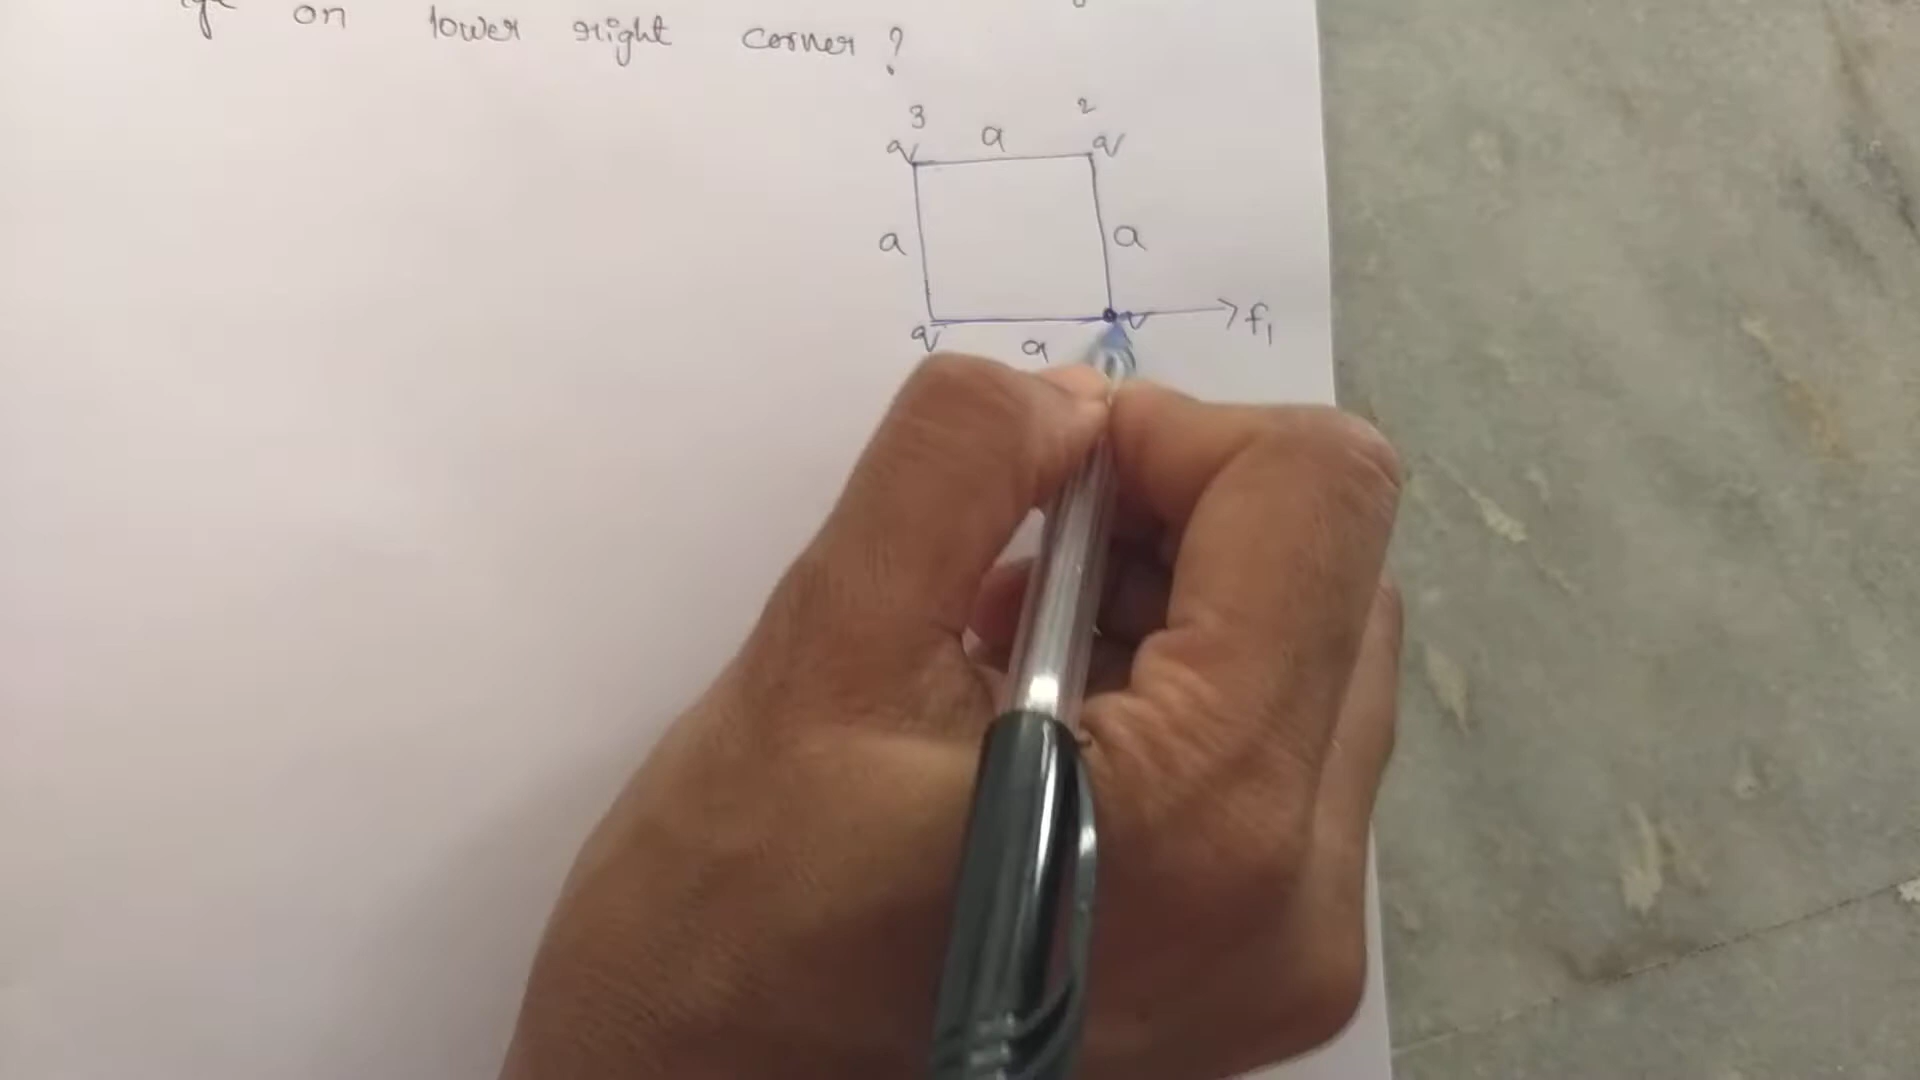 on lower right corner ?
3 2
q a q
a a
q f1
q a